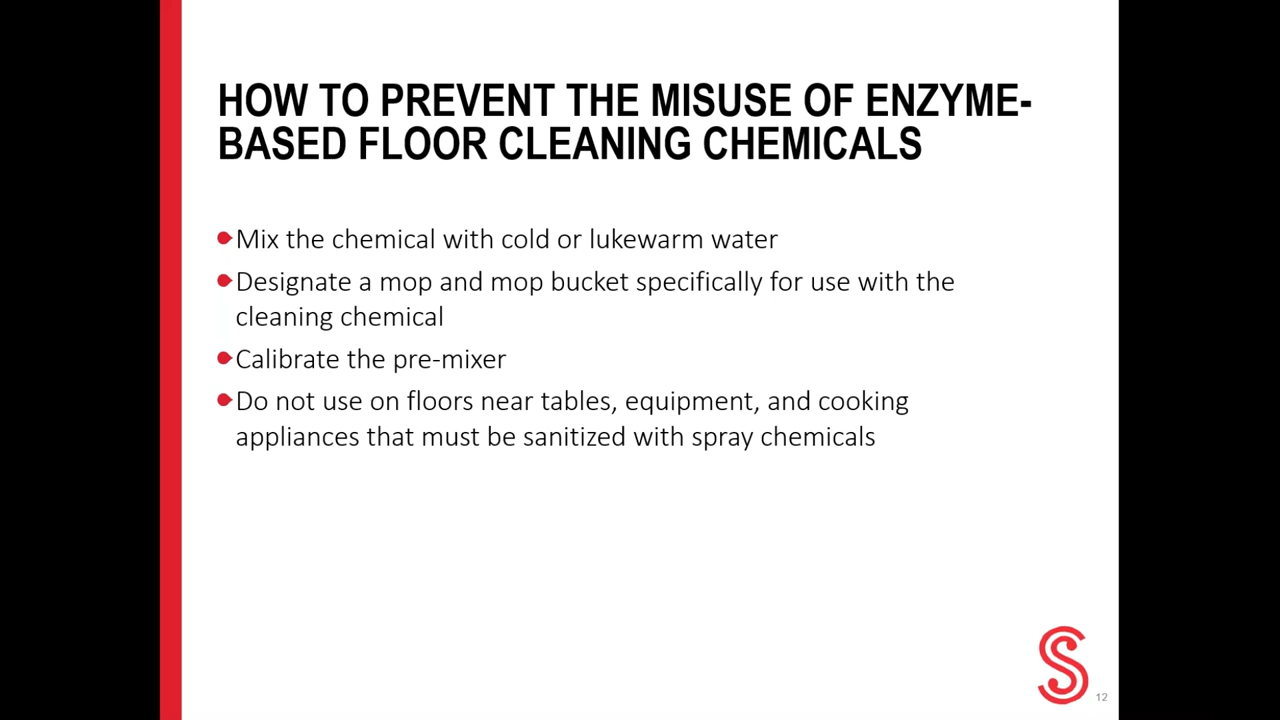 HOW TO PREVENT THE MISUSE OF ENZYME-
BASED FLOOR CLEANING CHEMICALS
Mix the chemical with cold or lukewarm water
Designate a mop and mop bucket specifically for use with the
cleaning chemical
Calibrate the pre-mixer
Do not use on floors near tables, equipment, and cooking
appliances that must be sanitized with spray chemicals
S
12